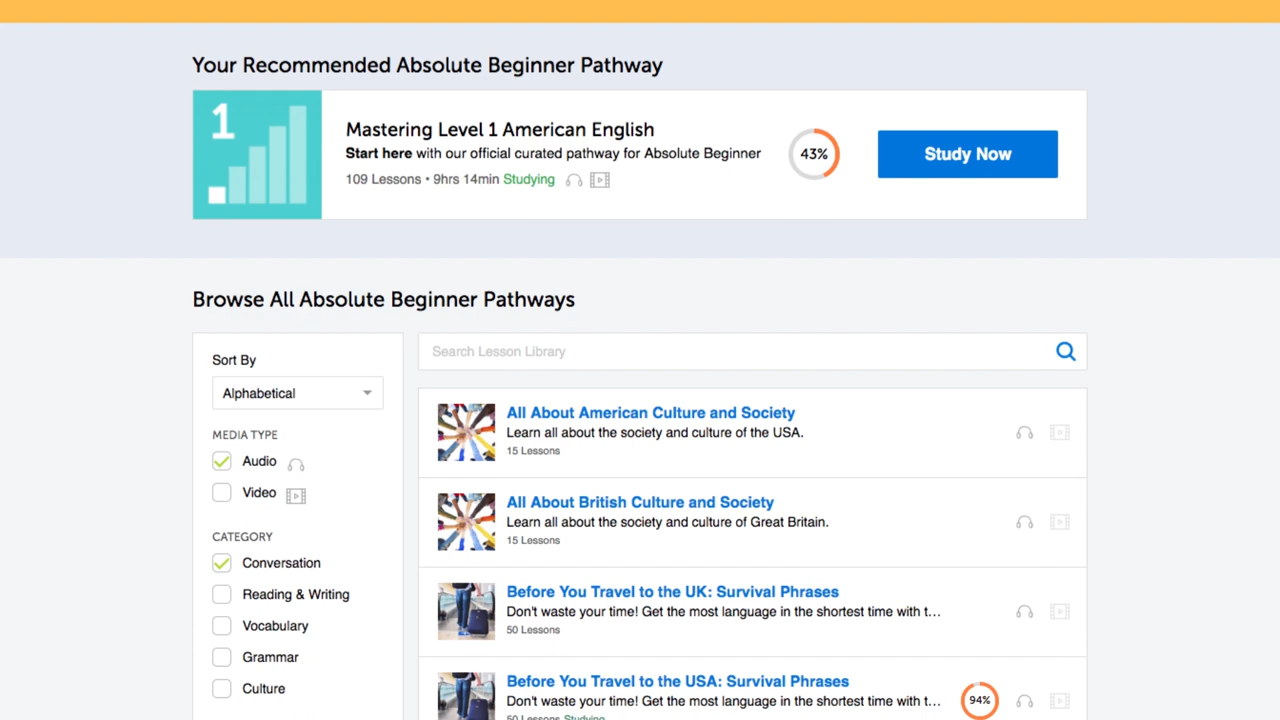 Your Recommended Absolute Beginner Pathway
1
Mastering Level 1 American English
Start here with our official curated pathway for Absolute Beginner
109 Lessons • 9hrs 14min Studying
43%
Study Now
Browse All Absolute Beginner Pathways
Sort By
Alphabetical
MEDIA TYPE
Audio
Video
CATEGORY
Conversation
Reading & Writing
Vocabulary
Grammar
Culture
Search Lesson Library
All About American Culture and Society
Learn all about the society and culture of the USA.
15 Lessons
All About British Culture and Society
Learn all about the society and culture of Great Britain.
15 Lessons
Before You Travel to the UK: Survival Phrases
Don't waste your time! Get the most language in the shortest time with t...
50 Lessons
Before You Travel to the USA: Survival Phrases
Don't waste your time! Get the most language in the shortest time with t...
50 Lessons Studying
94%